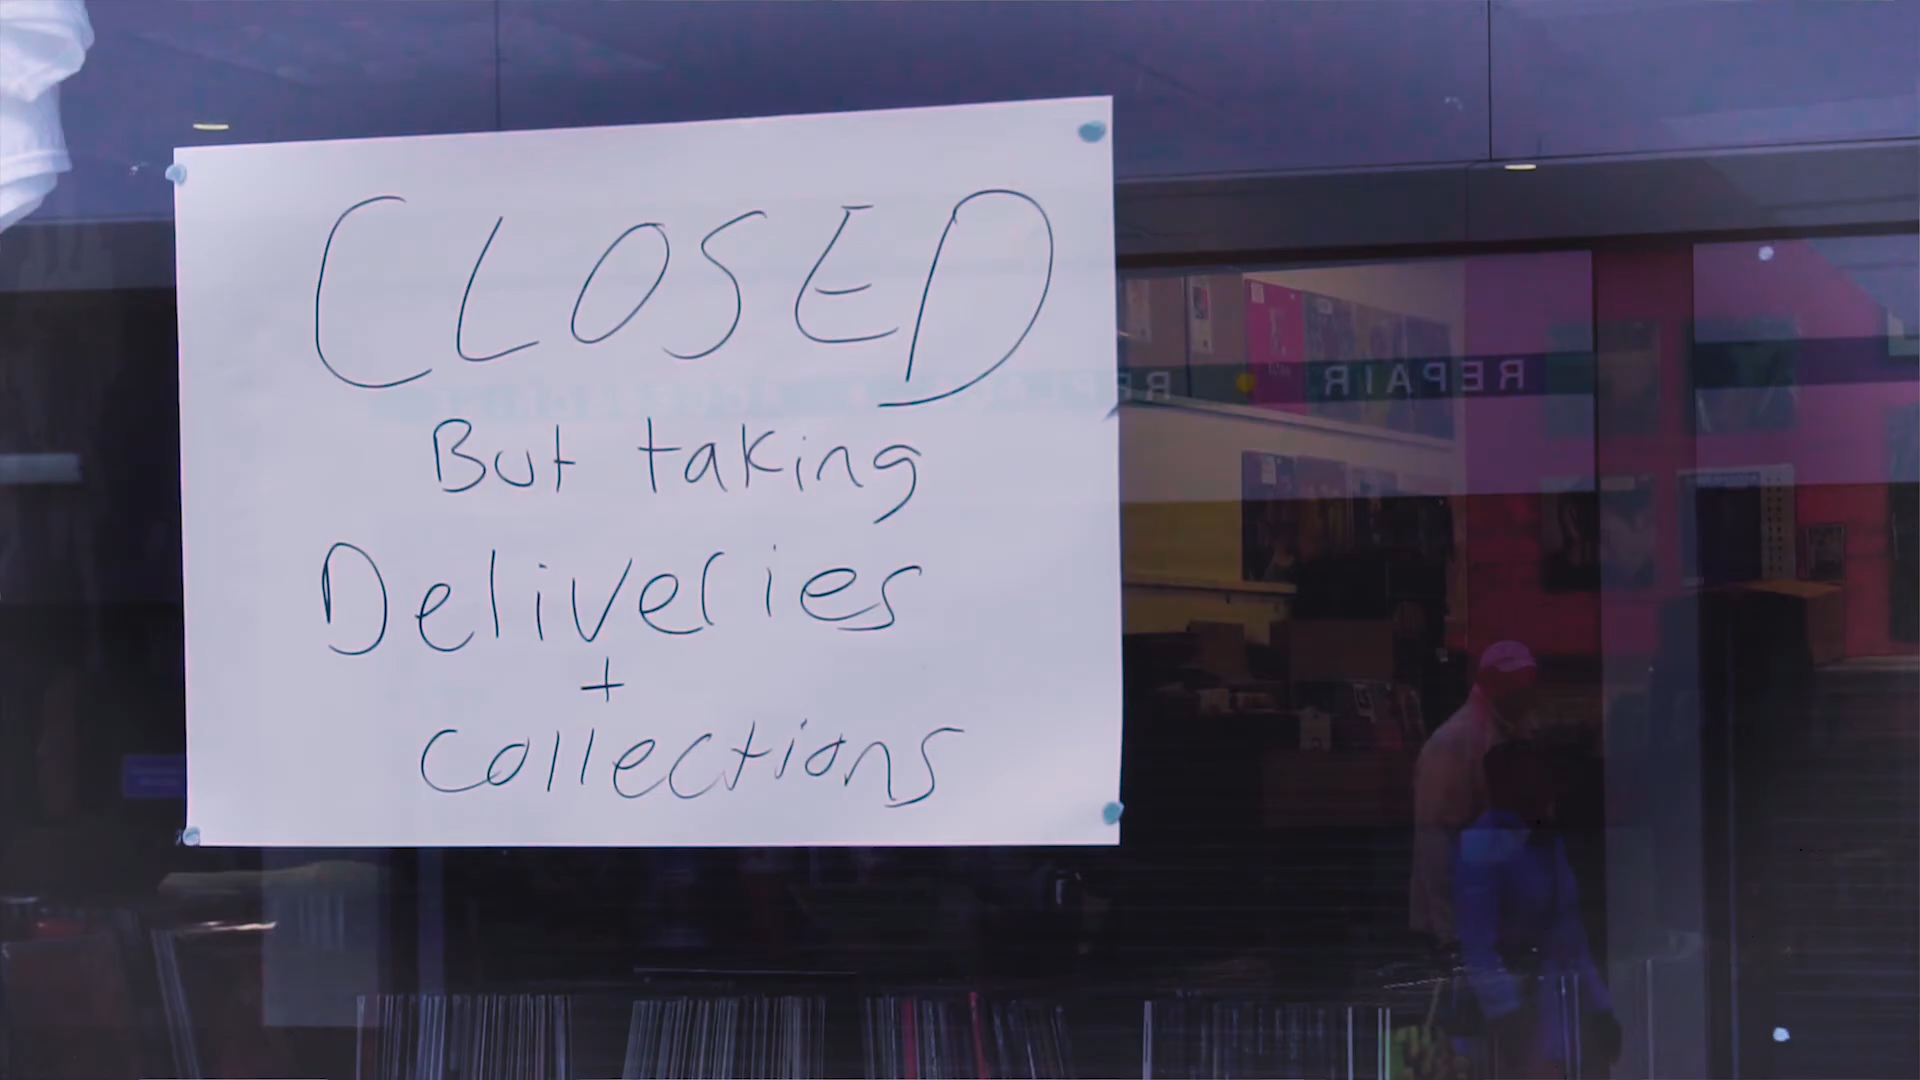 CLOSED
But taking
Deliveries
+
collections
REPAIR